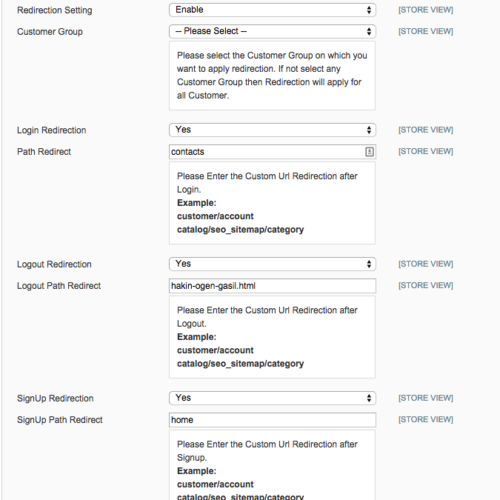 Redirection Setting Enable [STORE VIEW]
Customer Group -- Please Select -- [STORE VIEW]
Please select the Customer Group on which you
want to apply redirection. If not select any
Customer Group then Redirection will apply for
all Customer.
Login Redirection Yes [STORE VIEW]
Path Redirect contacts [STORE VIEW]
Please Enter the Custom Url Redirection after
Login.
Example:
customer/account
catalog/seo_sitemap/category
Logout Redirection Yes [STORE VIEW]
Logout Path Redirect hakin-ogen-gasil.html [STORE VIEW]
Please Enter the Custom Url Redirection after
Logout.
Example:
customer/account
catalog/seo_sitemap/category
SignUp Redirection Yes [STORE VIEW]
SignUp Path Redirect home [STORE VIEW]
Please Enter the Custom Url Redirection after
Signup.
Example:
customer/account
catalog/seo_sitemap/category